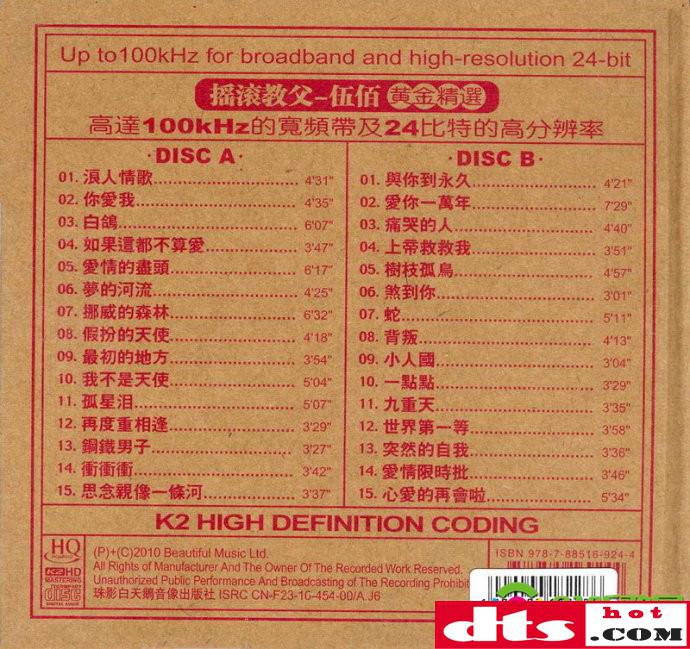 Up to100kHz for broadband and high-resolution 24-bit
摇滚教父-伍佰 黄金精選
高達100kHz的寬頻帶及24比特的高分辨率
·DISC A·
01. 浪人情歌 4'31"
02. 你愛我 4'35"
03. 白鴿 6'07"
04. 如果這都不算愛 3'47"
05. 愛情的盡頭 6'17"
06. 夢的河流 4'25"
07. 挪威的森林 6'32"
08. 假扮的天使 4'18"
09. 最初的地方 3'54"
10. 我不是天使 5'04"
11. 孤星泪 5'07"
12. 再度重相逢 3'29"
13. 鋼鐵男子 3'27"
14. 衝衝衝 3'42"
15. 思念親像一條河 3'37"
·DISC B·
01. 與你到永久 4'21"
02. 愛你一萬年 7'29"
03. 痛哭的人 4'40"
04. 上帝救救我 3'51"
05. 樹枝孤鳥 4'57"
06. 煞到你 3'01"
07. 蛇 5'11"
08. 背叛 4'13"
09. 小人國 3'04"
10. 一點點 3'29"
11. 九重天 3'35"
12. 世界第一等 3'58"
13. 突然的自我 3'36"
14. 愛情限時批 3'46"
15. 心愛的再會啦 5'34"
K2 HIGH DEFINITION CODING
HQ
K2HD
MASTERING
COMPACT
disc
DIGITAL AUDIO
(P)+(C)2010 Beautiful Music Ltd.
All Rights of Manufacturer And The Owner Of The Recorded Work Reserved.
Unauthorized Public Performance and Broadcasting of The Recording Prohibit
珠影白天鵝音像出版社 ISRC CN-F23-10-454-00/A.J6
ISBN 978-7-88516-924-4
dts
hot
.COM